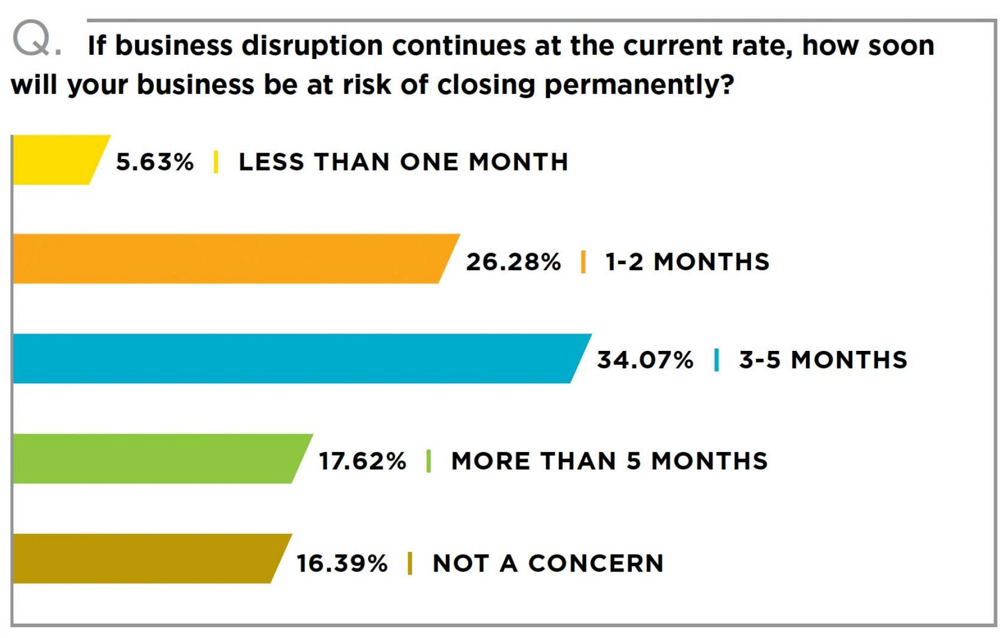 Q. If business disruption continues at the current rate, how soon
will your business be at risk of closing permanently?
5.63% | LESS THAN ONE MONTH
26.28% | 1-2 MONTHS
34.07% | 3-5 MONTHS
17.62% | MORE THAN 5 MONTHS
16.39% | NOT A CONCERN